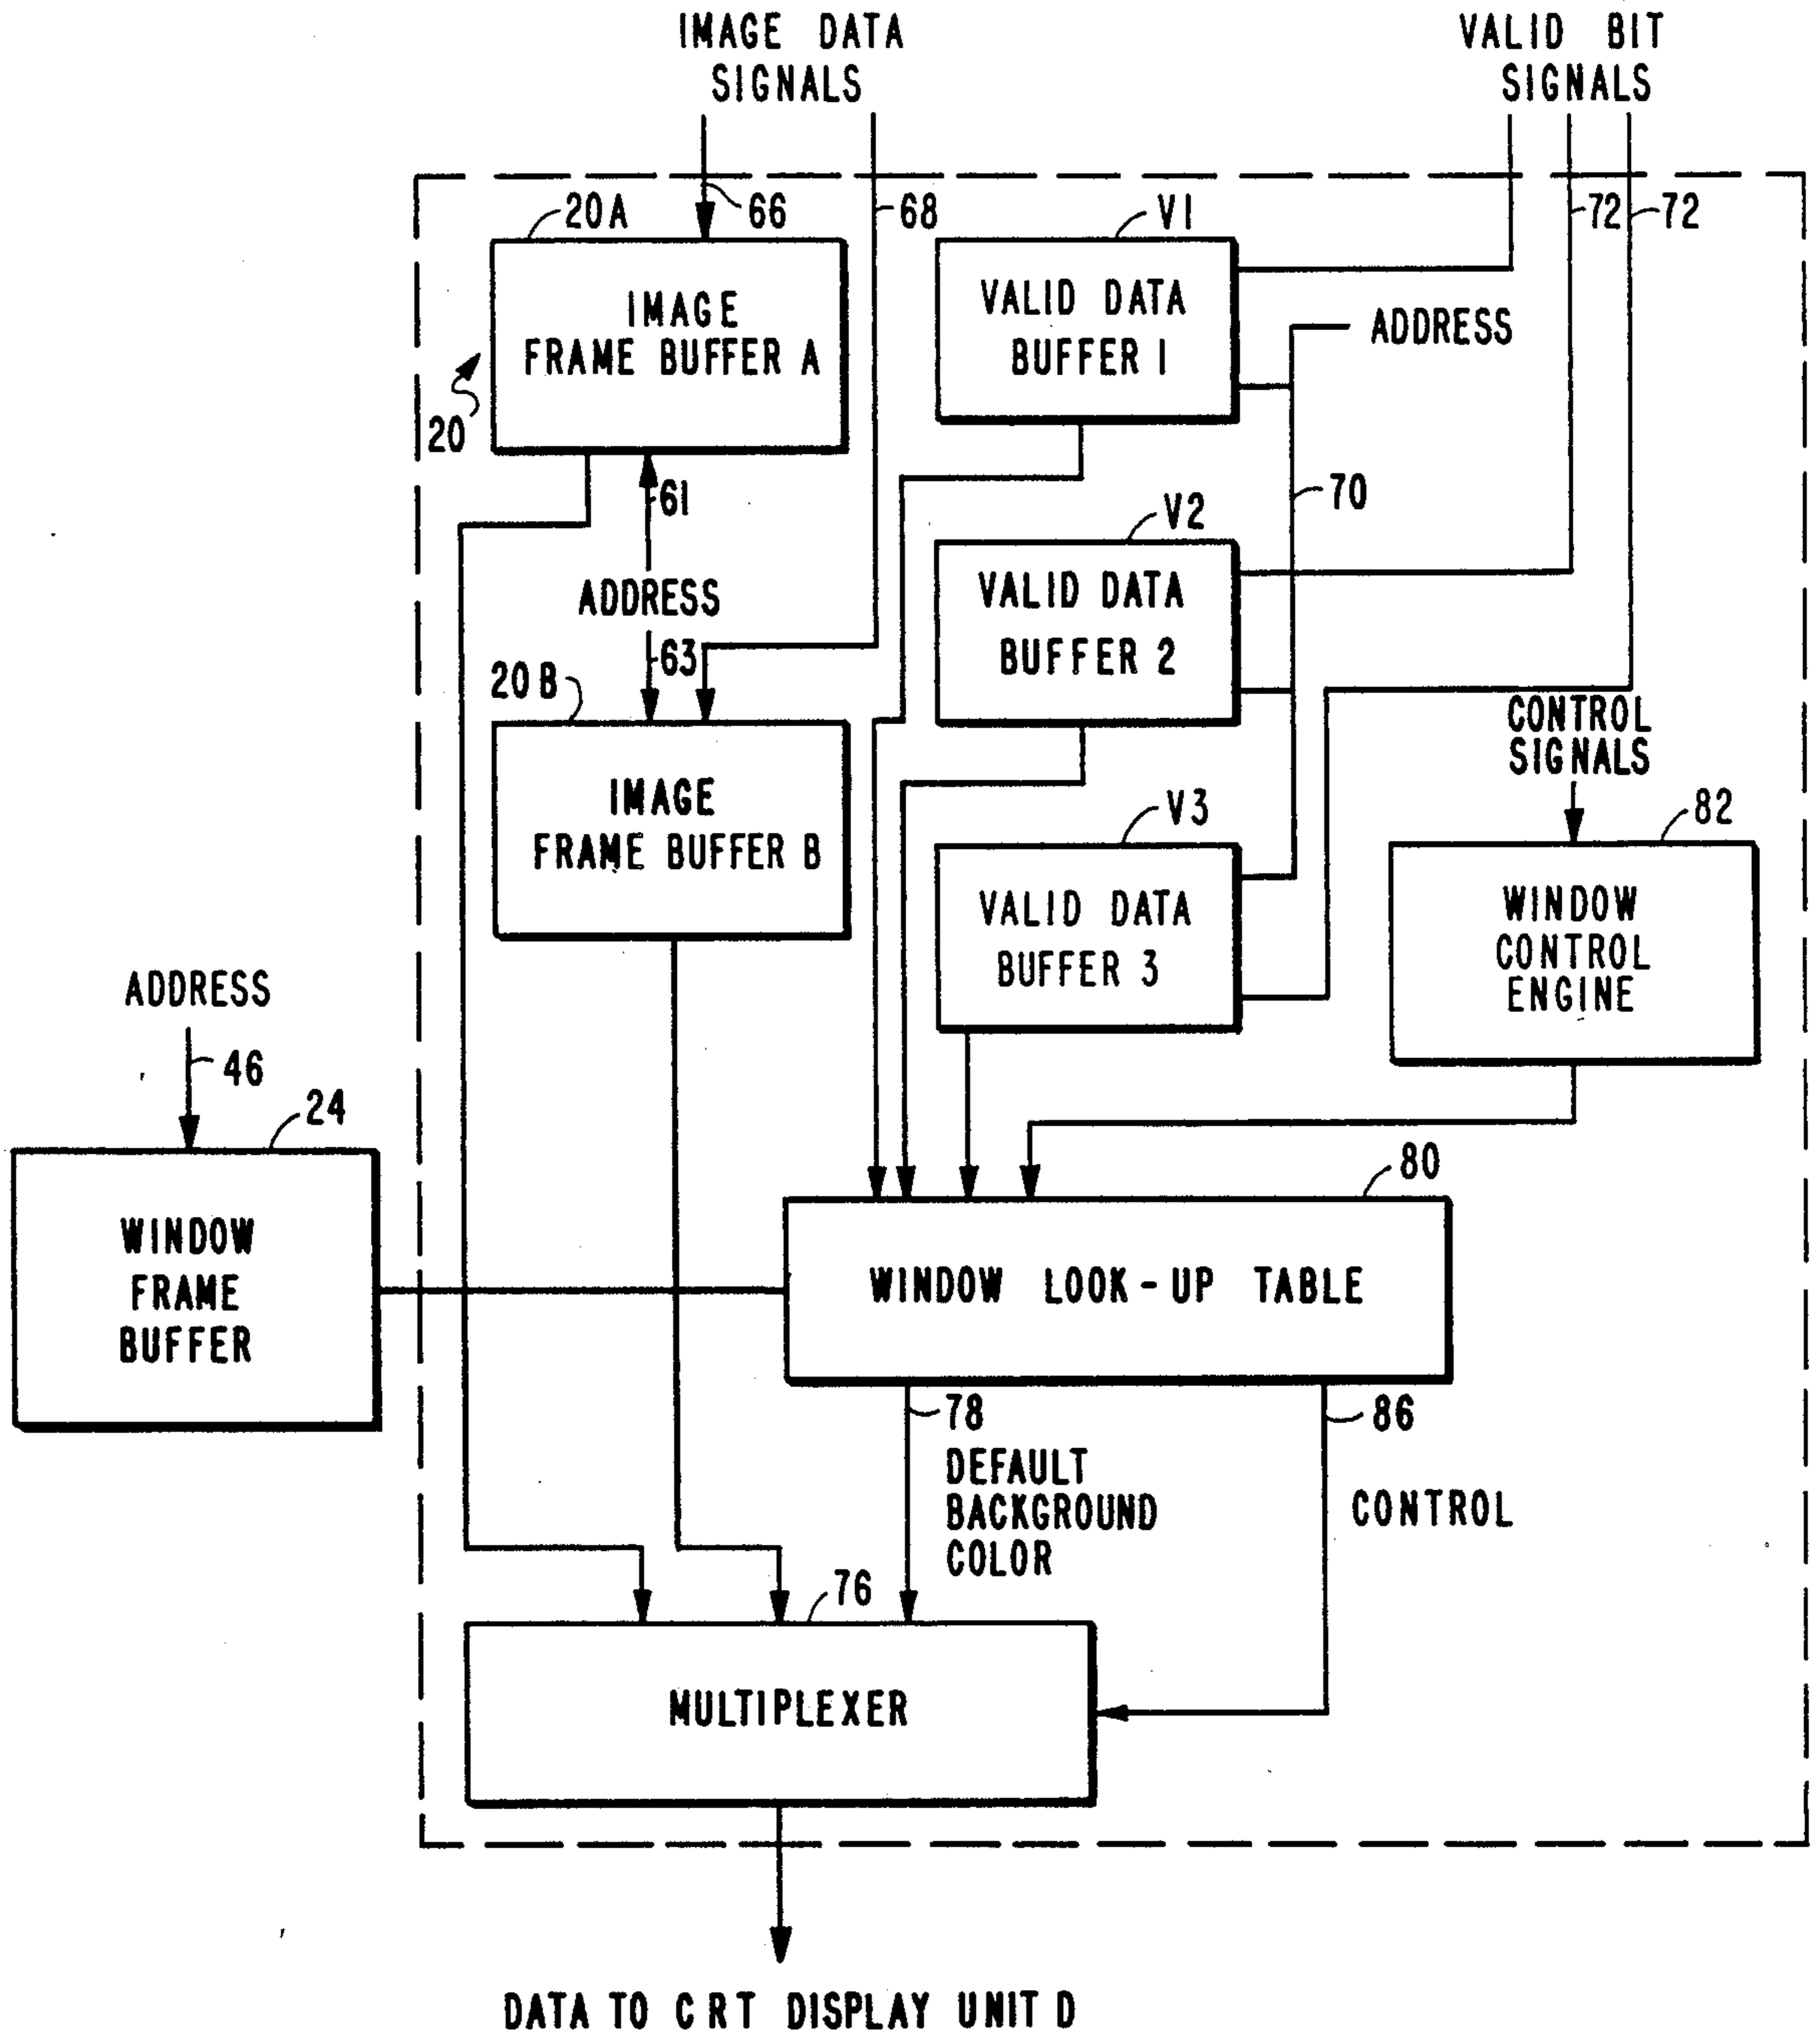 IMAGE DATA
SIGNALS
VALID BIT
SIGNALS
20A
66
68
V1
72
72
IMAGE
FRAME BUFFER A
VALID DATA
BUFFER 1
ADDRESS
20
61
70
V2
ADDRESS
VALID DATA
BUFFER 2
63
20B
CONTROL
SIGNALS
IMAGE
FRAME BUFFER B
V3
82
VALID DATA
BUFFER 3
WINDOW
CONTROL
ENGINE
ADDRESS
46
24
80
WINDOW
FRAME
BUFFER
WINDOW LOOK-UP TABLE
78
86
DEFAULT
BACKGROUND
COLOR
CONTROL
76
MULTIPLEXER
DATA TO CRT DISPLAY UNIT D